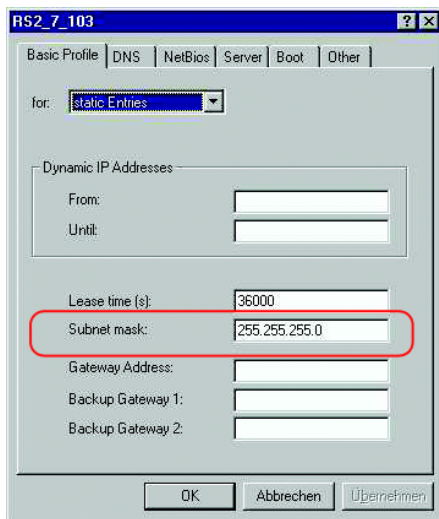 RS2_7_103
Basic Profile DNS NetBios Server Boot Other
for: static Entries
Dynamic IP Addresses
From:
Until:
Lease time (s): 36000
Subnet mask: 255.255.255.0
Gateway Address:
Backup Gateway 1:
Backup Gateway 2:
OK Abbrechen Übernehmen